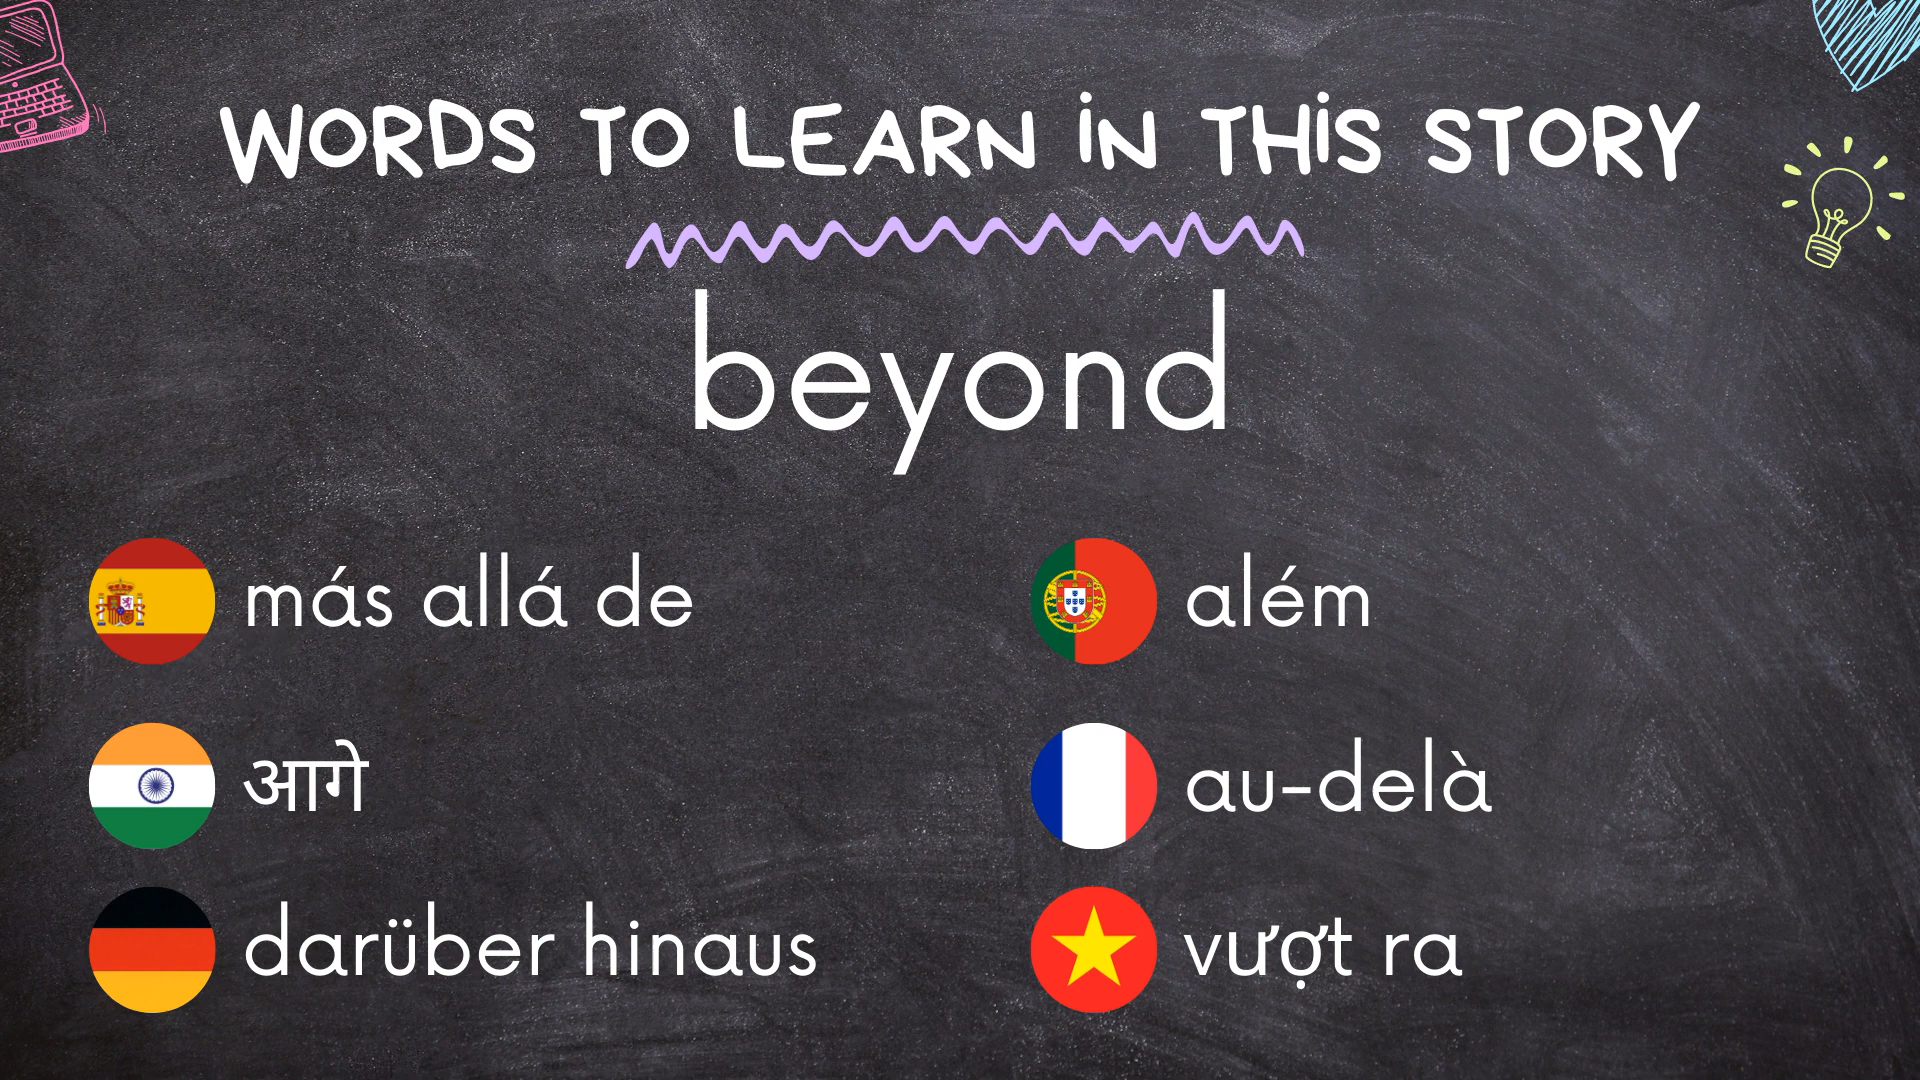 WORDS TO LEARN IN THIS STORY
beyond
más allá de
além
आगे
au-delà
darüber hinaus
vượt ra